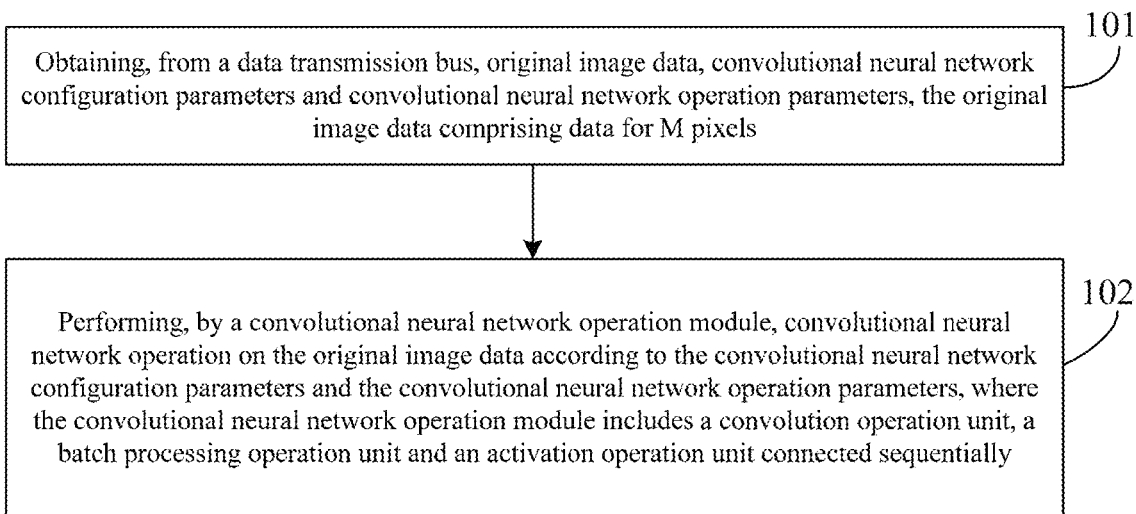 101
Obtaining, from a data transmission bus, original image data, convolutional neural network
configuration parameters and convolutional neural network operation parameters, the original
image data comprising data for M pixels
102
Performing, by a convolutional neural network operation module, convolutional neural
network operation on the original image data according to the convolutional neural network
configuration parameters and the convolutional neural network operation parameters, where
the convolutional neural network operation module includes a convolution operation unit, a
batch processing operation unit and an activation operation unit connected sequentially